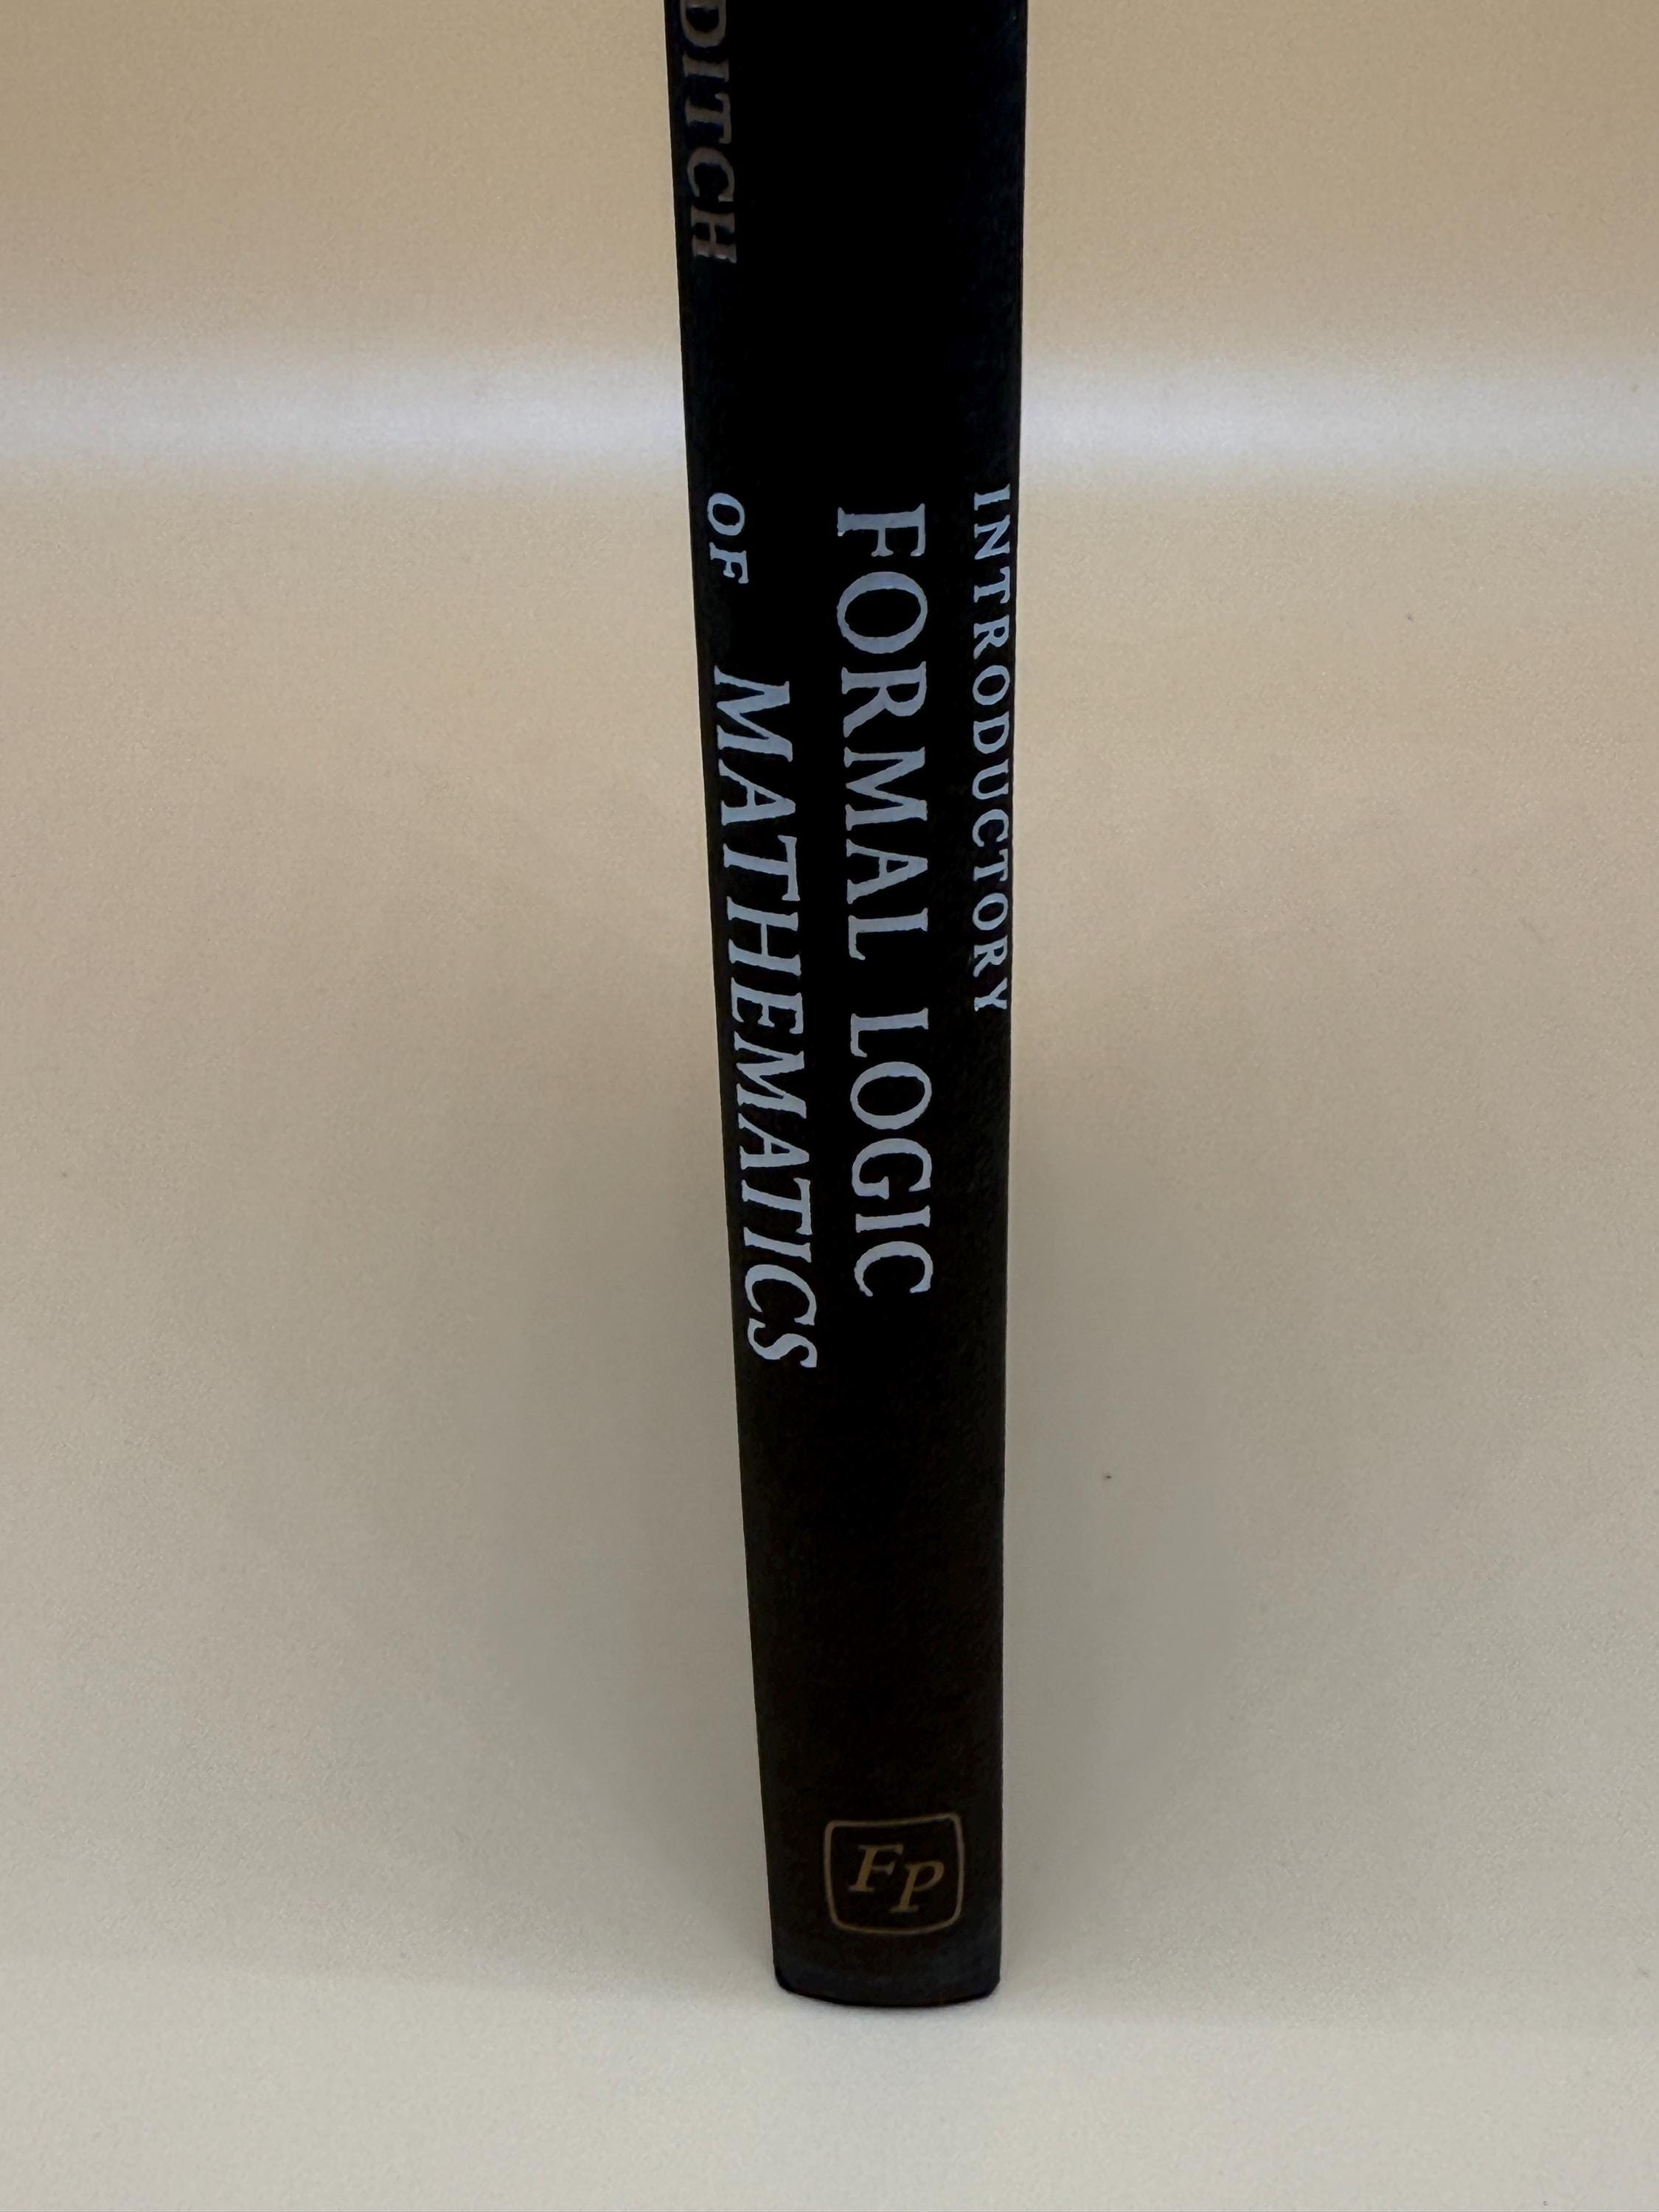 DITCH
INTRODUCTORY
FORMAL LOGIC
OF MATHEMATICS
FP